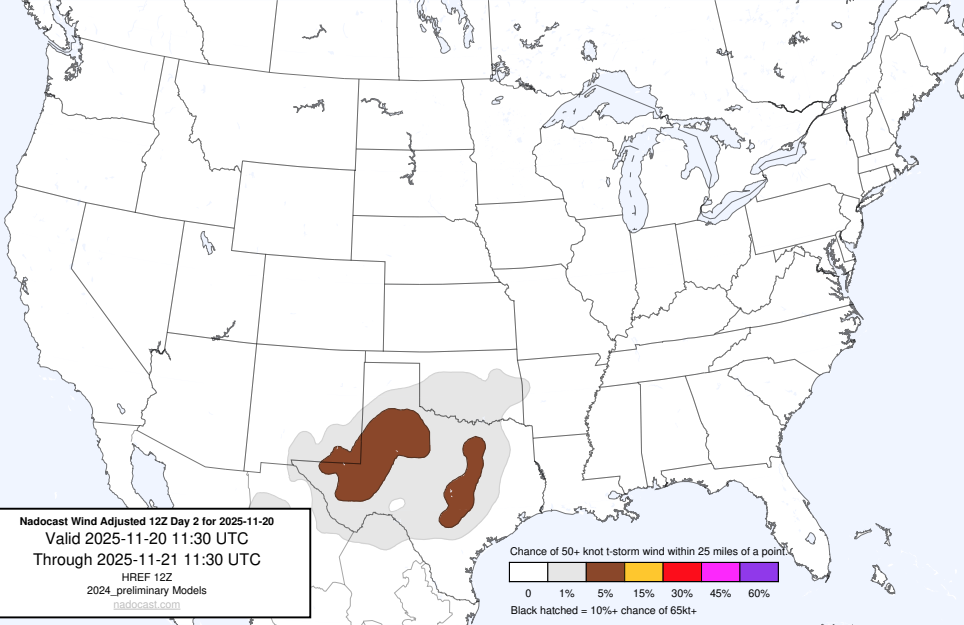 Nadocast Wind Adjusted 12Z Day 2 for 2025-11-20
Valid 2025-11-20 11:30 UTC
Through 2025-11-21 11:30 UTC
HREF 12Z
2024_preliminary Models
nadocast.com
Chance of 50+ knot t-storm wind within 25 miles of a point.
0 1% 5% 15% 30% 45% 60%
Black hatched = 10%+ chance of 65kt+